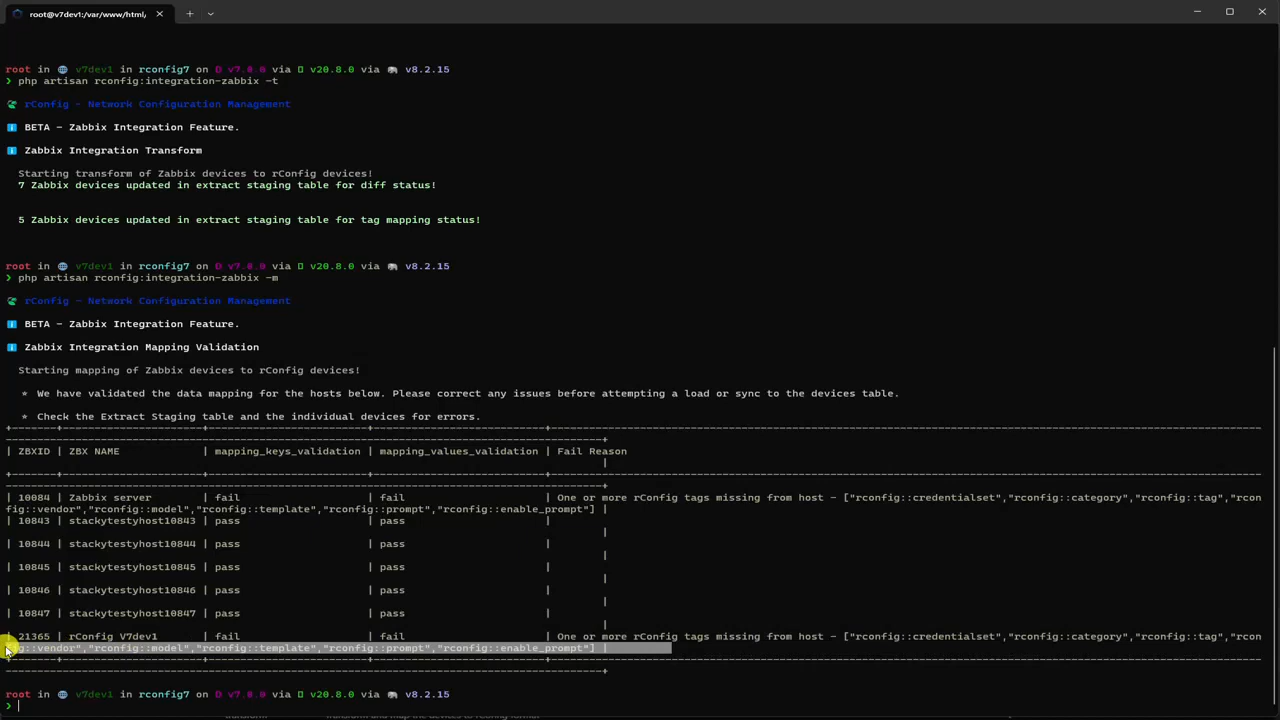 root@v7dev1:/var/www/html,
root in v7dev1 in rconfig7 on v7.0.0 via v20.8.0 via v8.2.15
❯ php artisan rconfig:integration-zabbix -t
rConfig - Network Configuration Management
BETA - Zabbix Integration Feature.
Zabbix Integration Transform
Starting transform of Zabbix devices to rConfig devices!
7 Zabbix devices updated in extract staging table for diff status!
5 Zabbix devices updated in extract staging table for tag mapping status!
root in v7dev1 in rconfig7 on v7.0.0 via v20.8.0 via v8.2.15
❯ php artisan rconfig:integration-zabbix -m
rConfig - Network Configuration Management
BETA - Zabbix Integration Feature.
Zabbix Integration Mapping Validation
Starting mapping of Zabbix devices to rConfig devices!
* We have validated the data mapping for the hosts below. Please correct any issues before attempting a load or sync to the devices table.
* Check the Extract Staging table and the individual devices for errors.
| ZBXID | ZBX NAME | mapping_keys_validation | mapping_values_validation | Fail Reason |
| 10084 | Zabbix server | fail | fail | One or more rConfig tags missing from host - ["rconfig::credentialset","rconfig::category","rconfig::tag","rcon
fig::vendor","rconfig::model","rconfig::template","rconfig::prompt","rconfig::enable_prompt"] |
| 10843 | stackytestyhost10843 | pass | pass | |
| 10844 | stackytestyhost10844 | pass | pass | |
| 10845 | stackytestyhost10845 | pass | pass | |
| 10846 | stackytestyhost10846 | pass | pass | |
| 10847 | stackytestyhost10847 | pass | pass | |
| 21365 | rConfig V7dev1 | fail | fail | One or more rConfig tags missing from host - ["rconfig::credentialset","rconfig::category","rconfig::tag","rcon
g::vendor","rconfig::model","rconfig::template","rconfig::prompt","rconfig::enable_prompt"] |
root in v7dev1 in rconfig7 on v7.0.0 via v20.8.0 via v8.2.15
❯